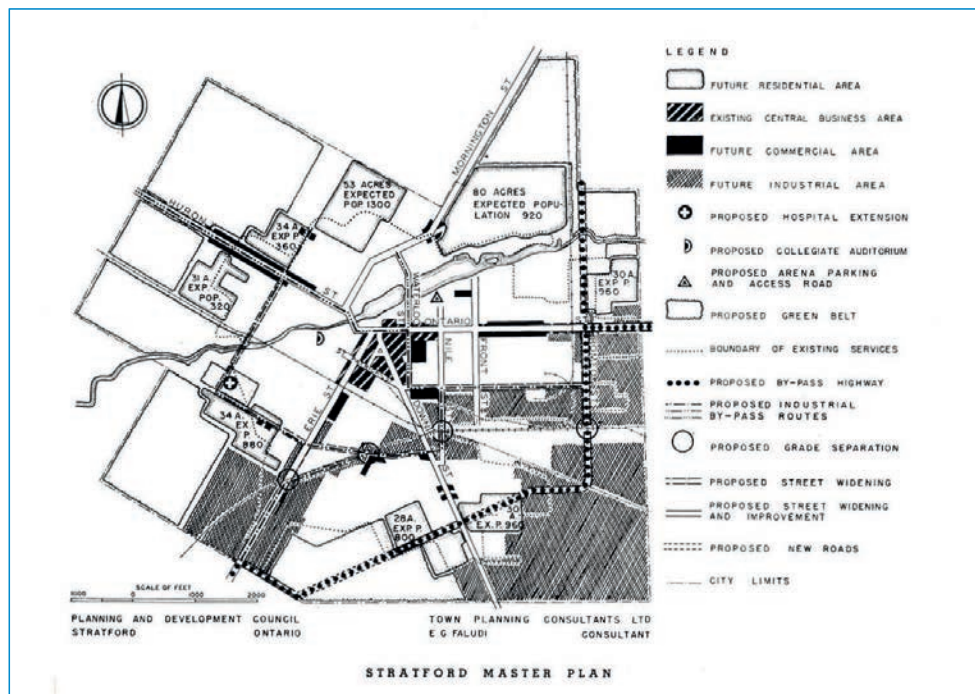 LEGEND
FUTURE RESIDENTIAL AREA
EXISTING CENTRAL BUSINESS AREA
FUTURE COMMERCIAL AREA
FUTURE INDUSTRIAL AREA
PROPOSED HOSPITAL EXTENSION
PROPOSED COLLEGIATE AUDITORIUM
PROPOSED ARENA PARKING
AND ACCESS ROAD
PROPOSED GREEN BELT
BOUNDARY OF EXISTING SERVICES
PROPOSED BY-PASS HIGHWAY
PROPOSED INDUSTRIAL
BY-PASS ROUTES
PROPOSED GRADE SEPARATION
PROPOSED STREET WIDENING
PROPOSED STREET WIDENING
AND IMPROVEMENT
PROPOSED NEW ROADS
CITY LIMITS
MORNINGTON ST
53 ACRES
EXPECTED
POP. 1300
80 ACRES
EXPECTED POPU-
LATION 920
HURON
ST
34 A.
EXP P.
360
31 A.
EXP.
POP.
320
30 A.
EXP. P.
960
WATERLOO
ONTARIO
ST
NILE
FRONT ST
ERIE ST
ST
34 A.
EX.
P.
880
28 A.
EXP P.
800
30
E.X. P. 960
SCALE OF FEET
1000 0 1000 2000
PLANNING AND DEVELOPMENT COUNCIL
STRATFORD ONTARIO
TOWN PLANNING CONSULTANTS LTD
E G FALUDI CONSULTANT
STRATFORD MASTER PLAN